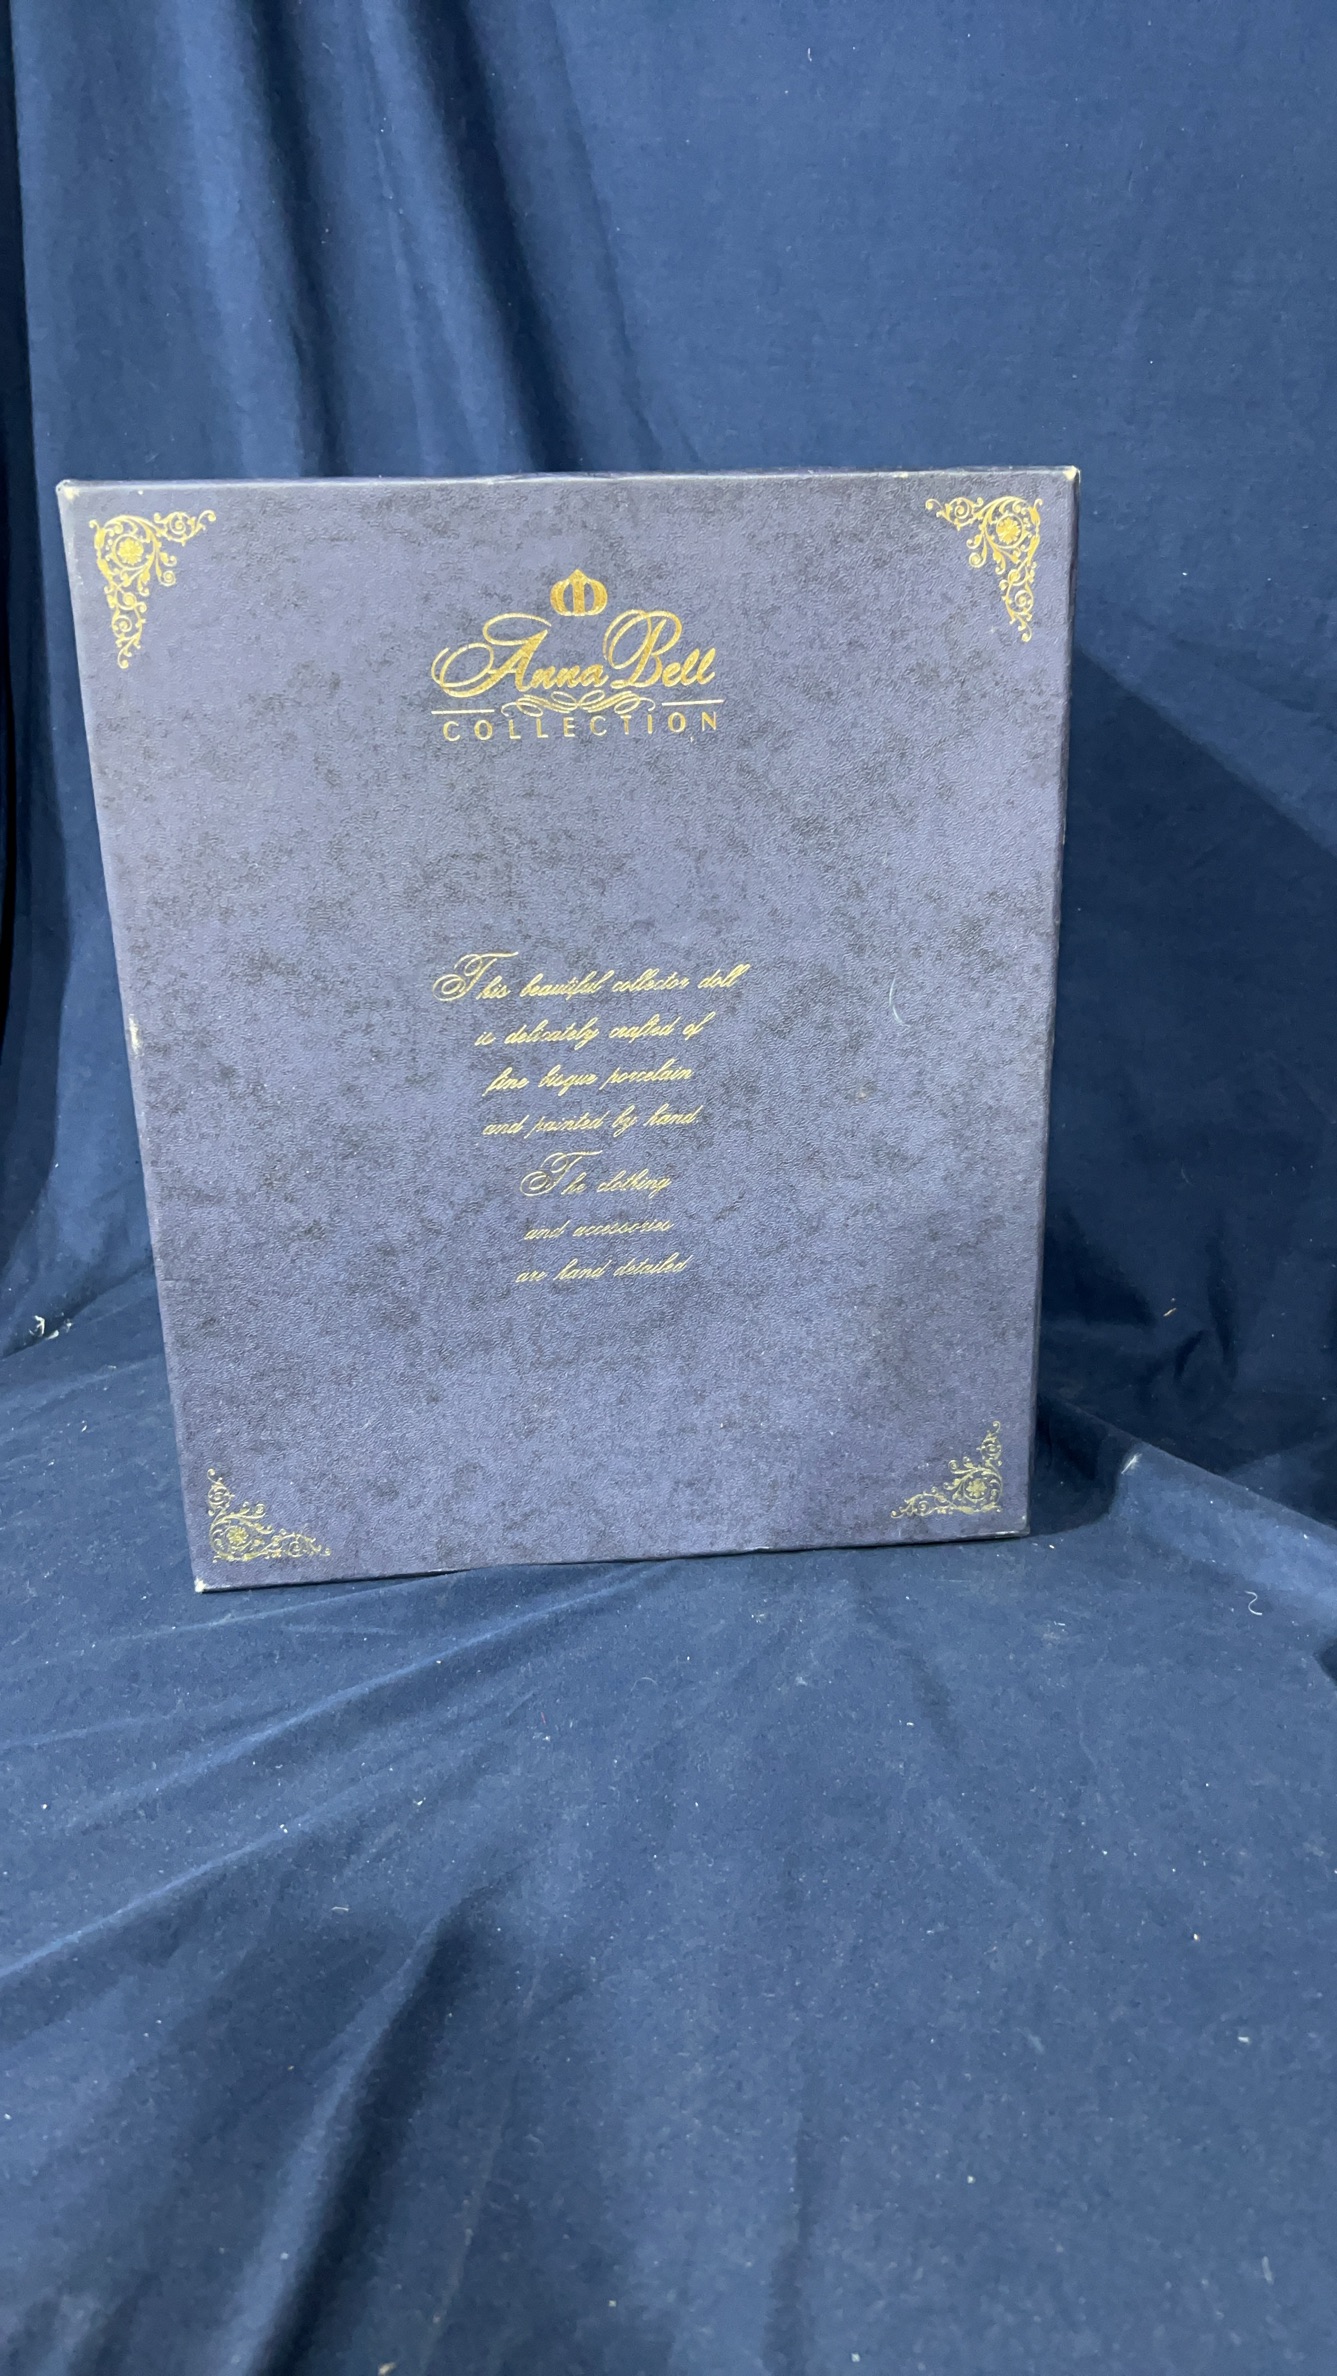 Anna Bell
COLLECTION
This beautiful collector doll
is delicately crafted of
fine bisque porcelain
and painted by hand.
The clothing
and accessories
are hand detailed